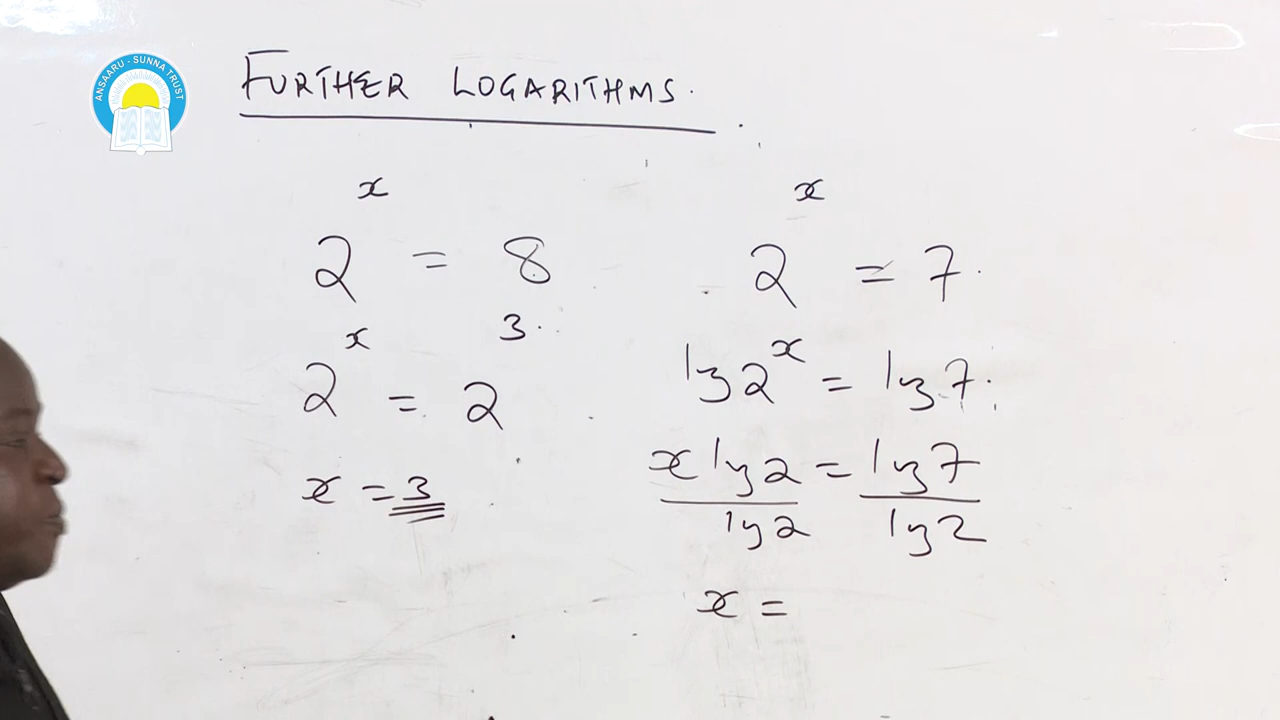 ANSAARU - SUNNA TRUST
FURTHER LOGARITHMS.
2^x = 8
2^x = 2^3
x = 3
2^x = 7
lg2^x = lg7
x lg2 = lg7
lg2 lg2
x =